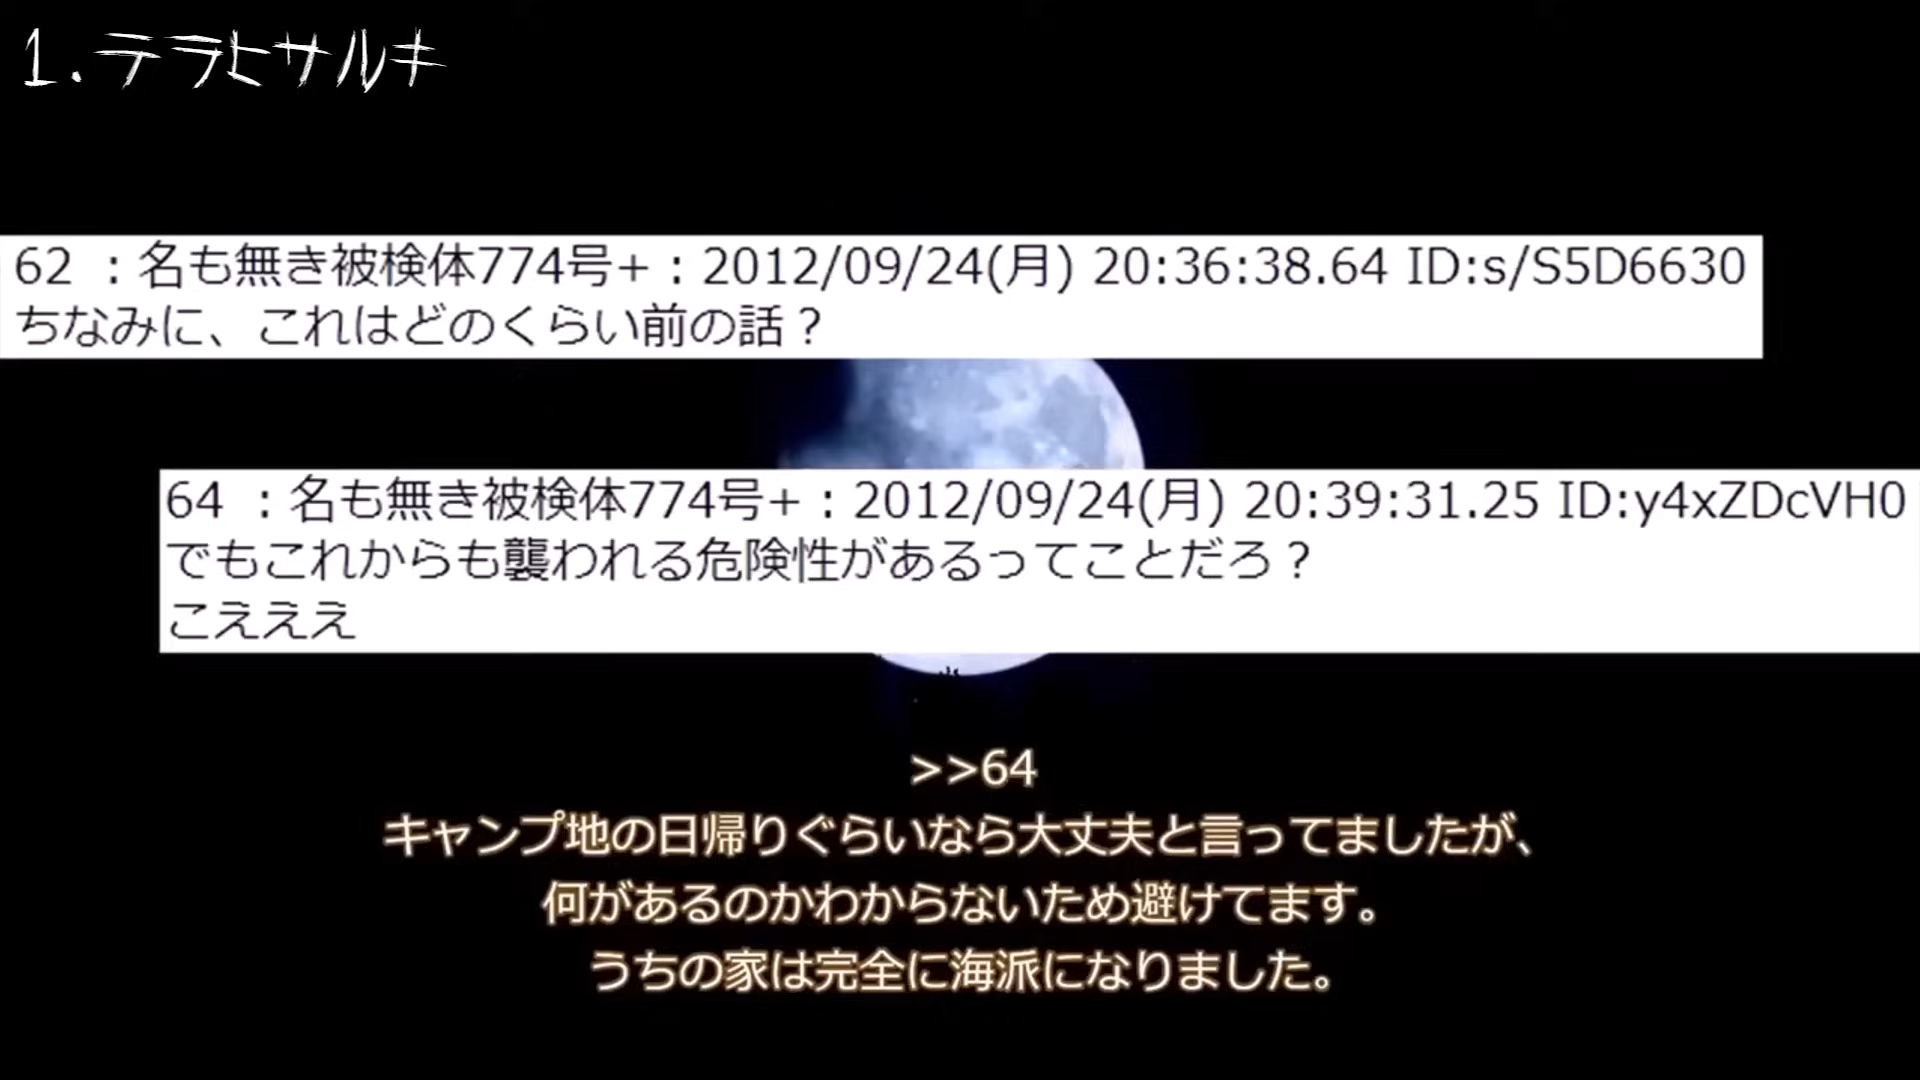 1.テラヒサルキ
62 ：名も無き被検体774号+：2012/09/24(月) 20:36:38.64 ID:s/S5D6630
ちなみに、これはどのくらい前の話？
64 ：名も無き被検体774号+：2012/09/24(月) 20:39:31.25 ID:y4xZDcVH0
でもこれからも襲われる危険性があるってことだろ？
こえええ
>>64
キャンプ地の日帰りぐらいなら大丈夫と言ってましたが、
何があるのかわからないため避けてます。
うちの家は完全に海派になりました。